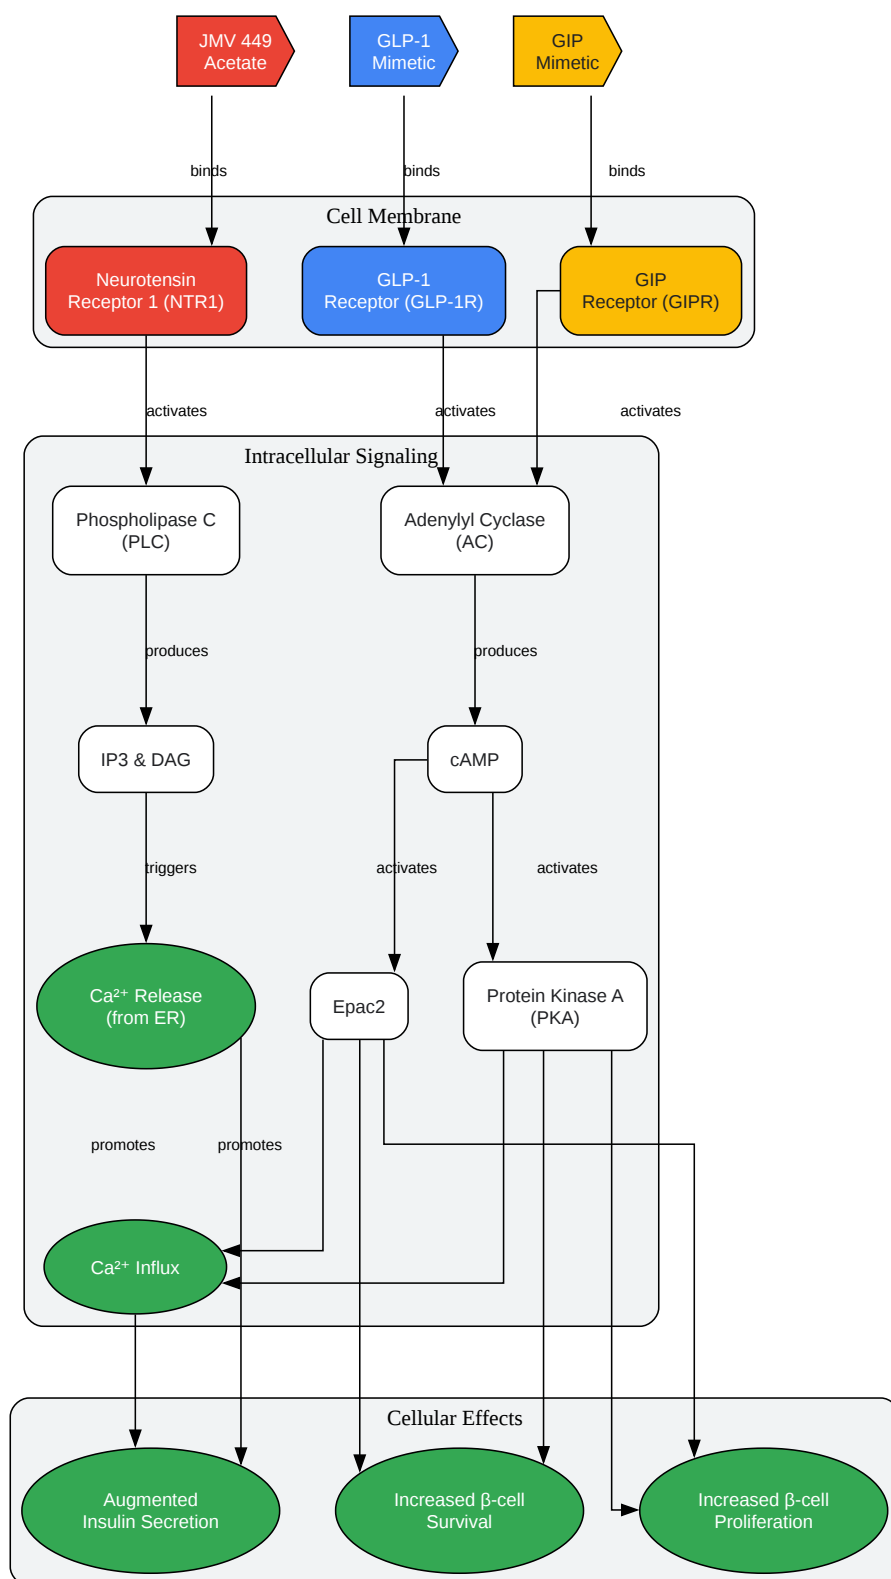 JMV 449
Acetate
GLP-1
Mimetic
GIP
Mimetic
binds
binds
binds
Cell Membrane
Neurotensin
Receptor 1 (NTR1)
GLP-1
Receptor (GLP-1R)
GIP
Receptor (GIPR)
activates
activates
activates
Intracellular Signaling
Phospholipase C
(PLC)
Adenylyl Cyclase
(AC)
produces
produces
IP3 & DAG
cAMP
triggers
activates
activates
Ca²⁺ Release
(from ER)
Epac2
Protein Kinase A
(PKA)
promotes
promotes
Ca²⁺ Influx
Cellular Effects
Augmented
Insulin Secretion
Increased β-cell
Survival
Increased β-cell
Proliferation